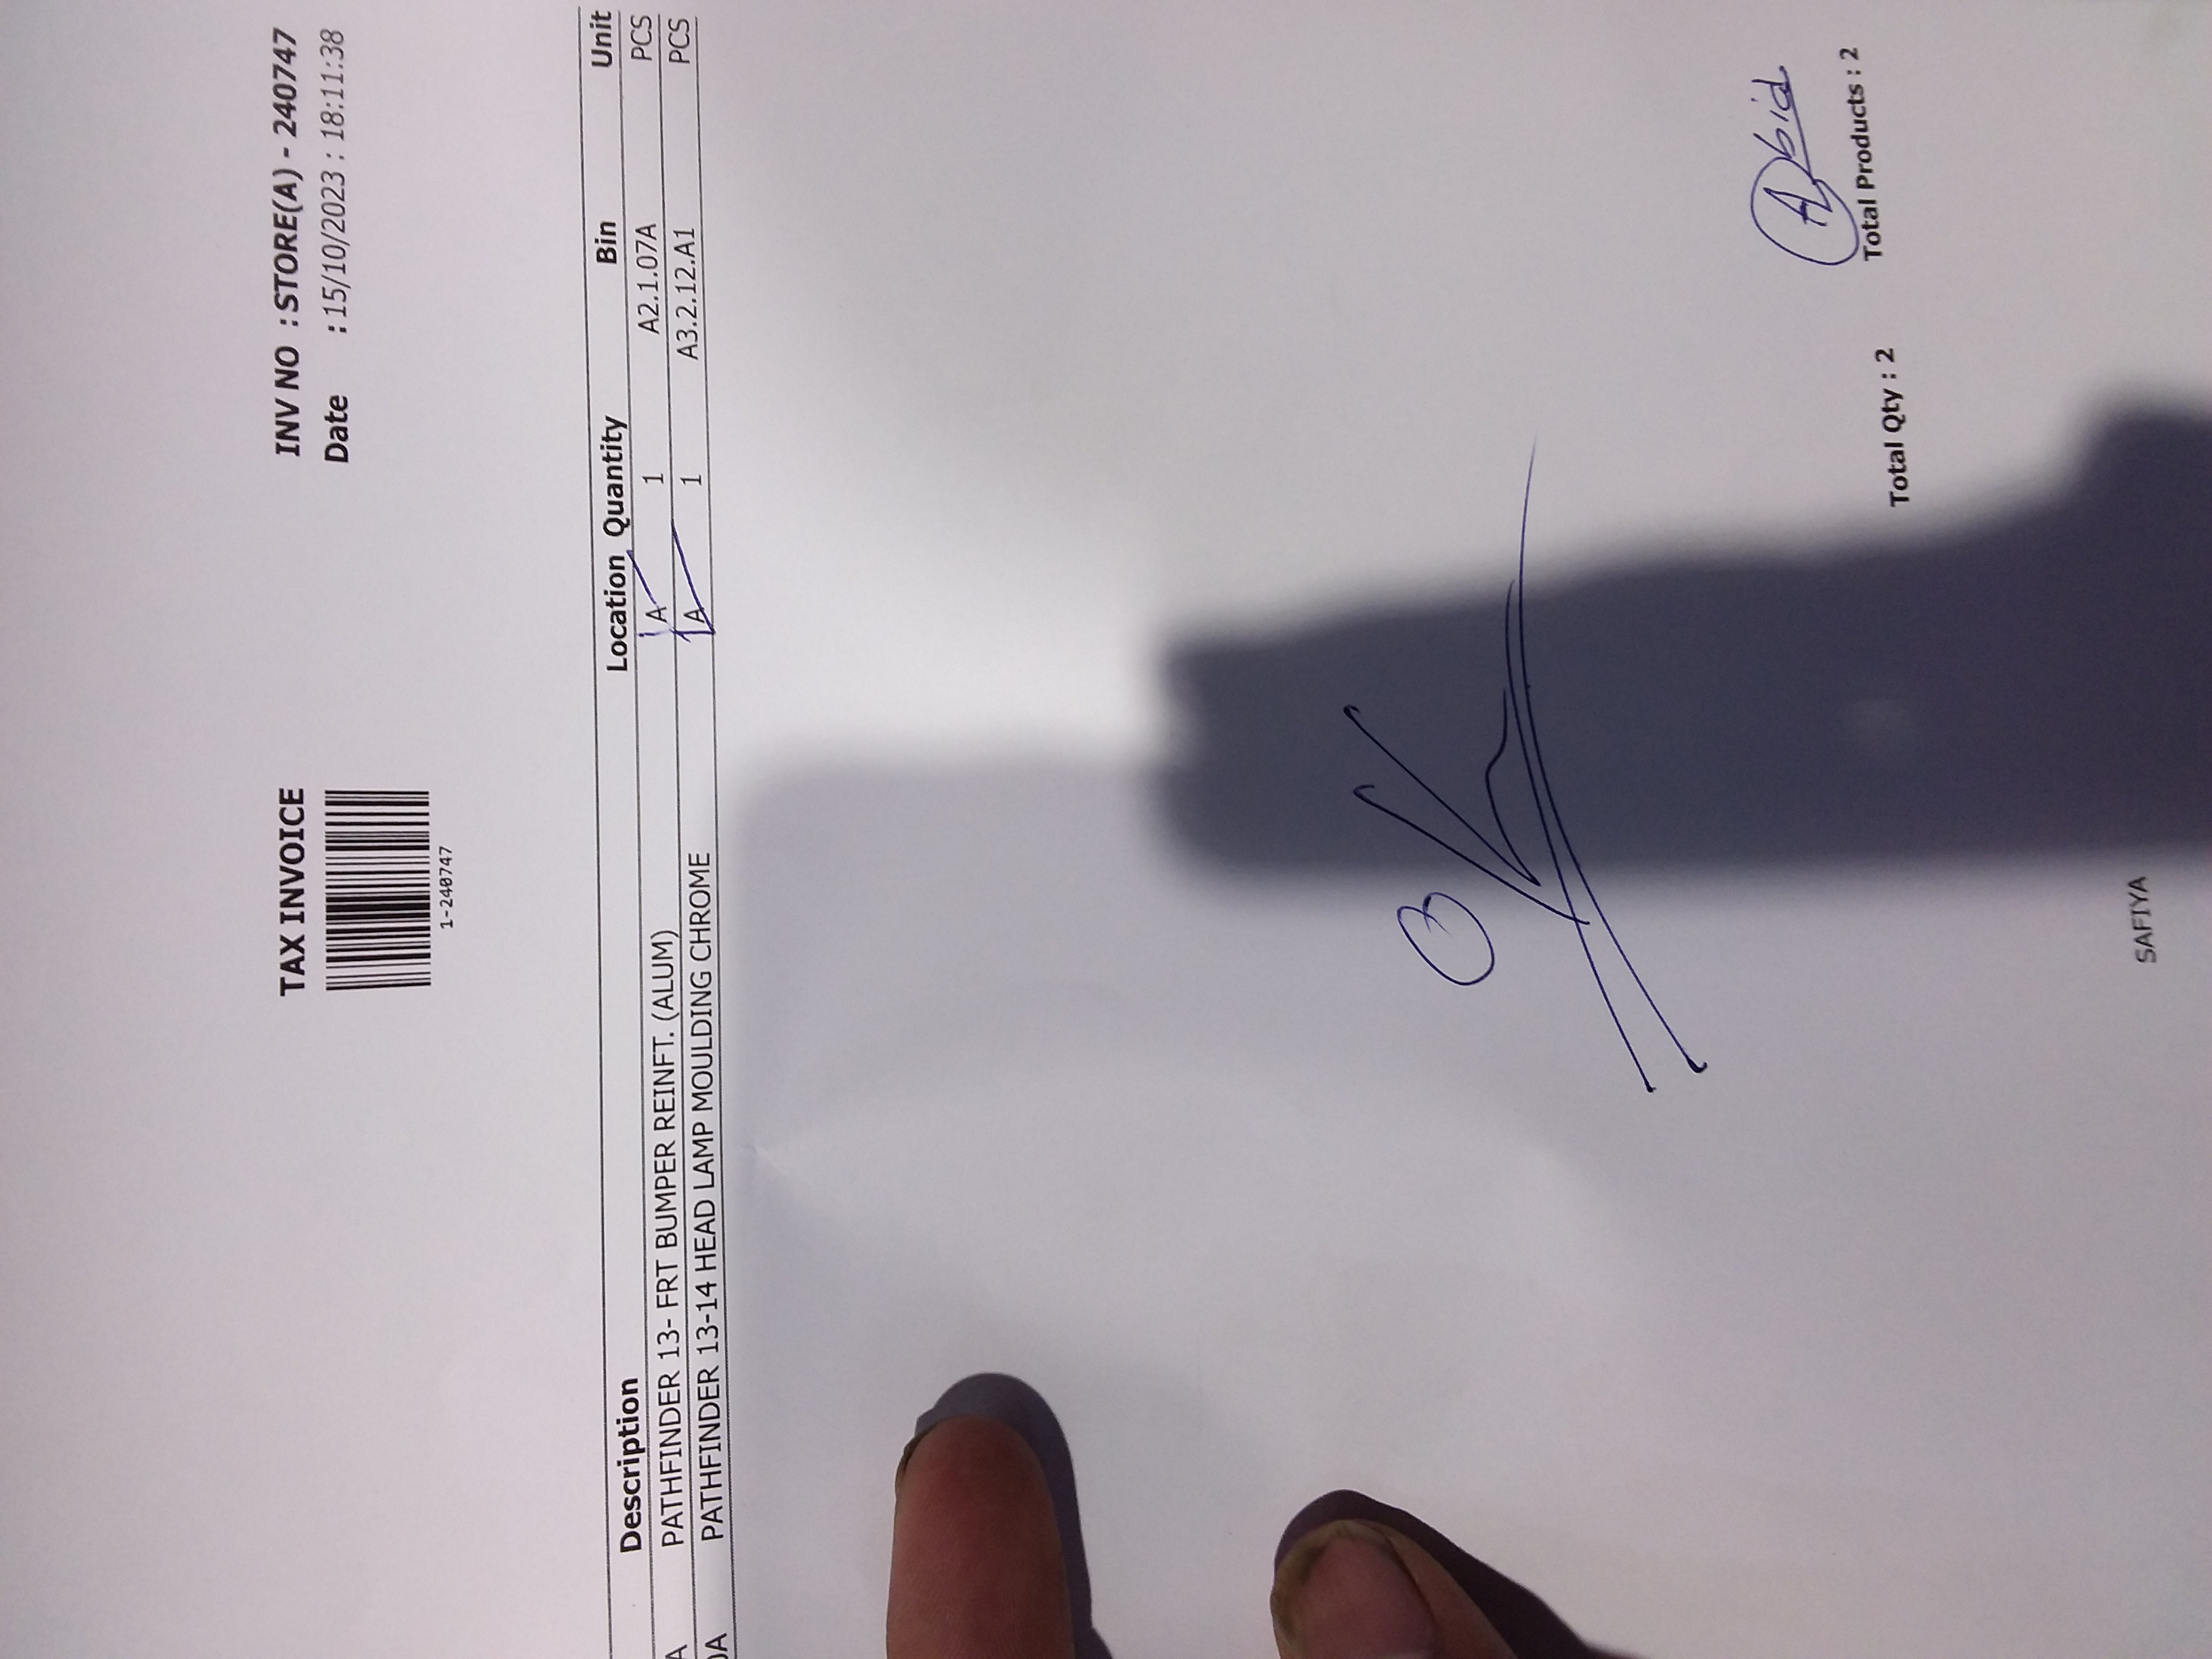 TAX INVOICE
INV NO : STORE(A) - 240747
Date : 15/10/2023 : 18:11:38
1-240747
Description Location Quantity Bin Unit
A PATHFINDER 13- FRT BUMPER REINFT. (ALUM) A 1 A2.1.07A PCS
0A PATHFINDER 13-14 HEAD LAMP MOULDING CHROME A 1 A3.2.12.A1 PCS
Abid
Total Qty : 2 Total Products : 2
SAFIYA